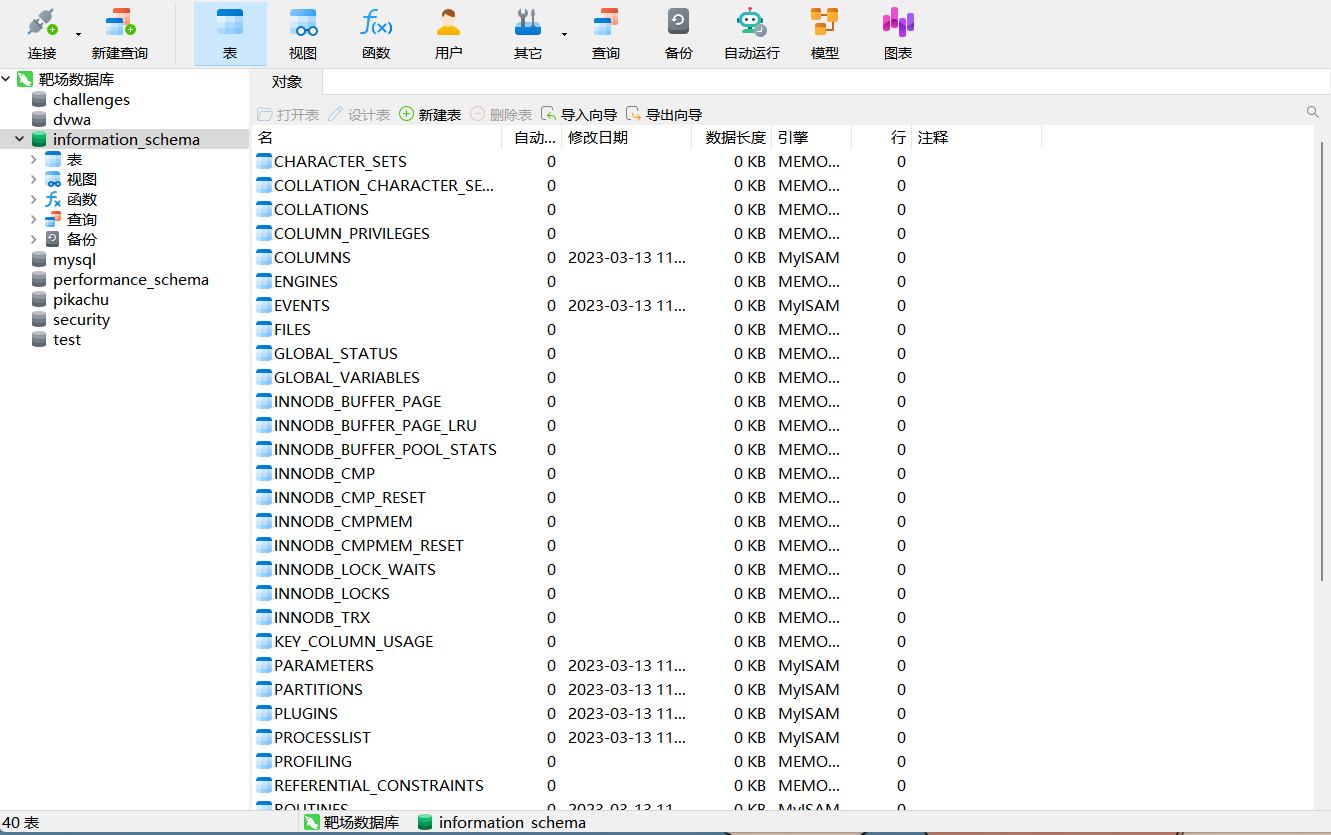 连接 新建查询 表 视图 函数 用户 其它 查询 备份 自动运行 模型 图表
靶场数据库
challenges
dvwa
information_schema
表
视图
函数
查询
备份
mysql
performance_schema
pikachu
security
test
对象
打开表 设计表 新建表 删除表 导入向导 导出向导
名 自动... 修改日期 数据长度 引擎 行 注释
CHARACTER_SETS 0 0 KB MEMO... 0
COLLATION_CHARACTER_SE... 0 0 KB MEMO... 0
COLLATIONS 0 0 KB MEMO... 0
COLUMN_PRIVILEGES 0 0 KB MEMO... 0
COLUMNS 0 2023-03-13 11... 0 KB MyISAM 0
ENGINES 0 0 KB MEMO... 0
EVENTS 0 2023-03-13 11... 0 KB MyISAM 0
FILES 0 0 KB MEMO... 0
GLOBAL_STATUS 0 0 KB MEMO... 0
GLOBAL_VARIABLES 0 0 KB MEMO... 0
INNODB_BUFFER_PAGE 0 0 KB MEMO... 0
INNODB_BUFFER_PAGE_LRU 0 0 KB MEMO... 0
INNODB_BUFFER_POOL_STATS 0 0 KB MEMO... 0
INNODB_CMP 0 0 KB MEMO... 0
INNODB_CMP_RESET 0 0 KB MEMO... 0
INNODB_CMPMEM 0 0 KB MEMO... 0
INNODB_CMPMEM_RESET 0 0 KB MEMO... 0
INNODB_LOCK_WAITS 0 0 KB MEMO... 0
INNODB_LOCKS 0 0 KB MEMO... 0
INNODB_TRX 0 0 KB MEMO... 0
KEY_COLUMN_USAGE 0 0 KB MEMO... 0
PARAMETERS 0 2023-03-13 11... 0 KB MyISAM 0
PARTITIONS 0 2023-03-13 11... 0 KB MyISAM 0
PLUGINS 0 2023-03-13 11... 0 KB MyISAM 0
PROCESSLIST 0 2023-03-13 11... 0 KB MyISAM 0
PROFILING 0 0 KB MEMO... 0
REFERENTIAL_CONSTRAINTS 0 0 KB MEMO... 0
ROUTINES 0 2023-03-13 11... 0 KB MyISAM 0
40 表 靶场数据库 information_schema